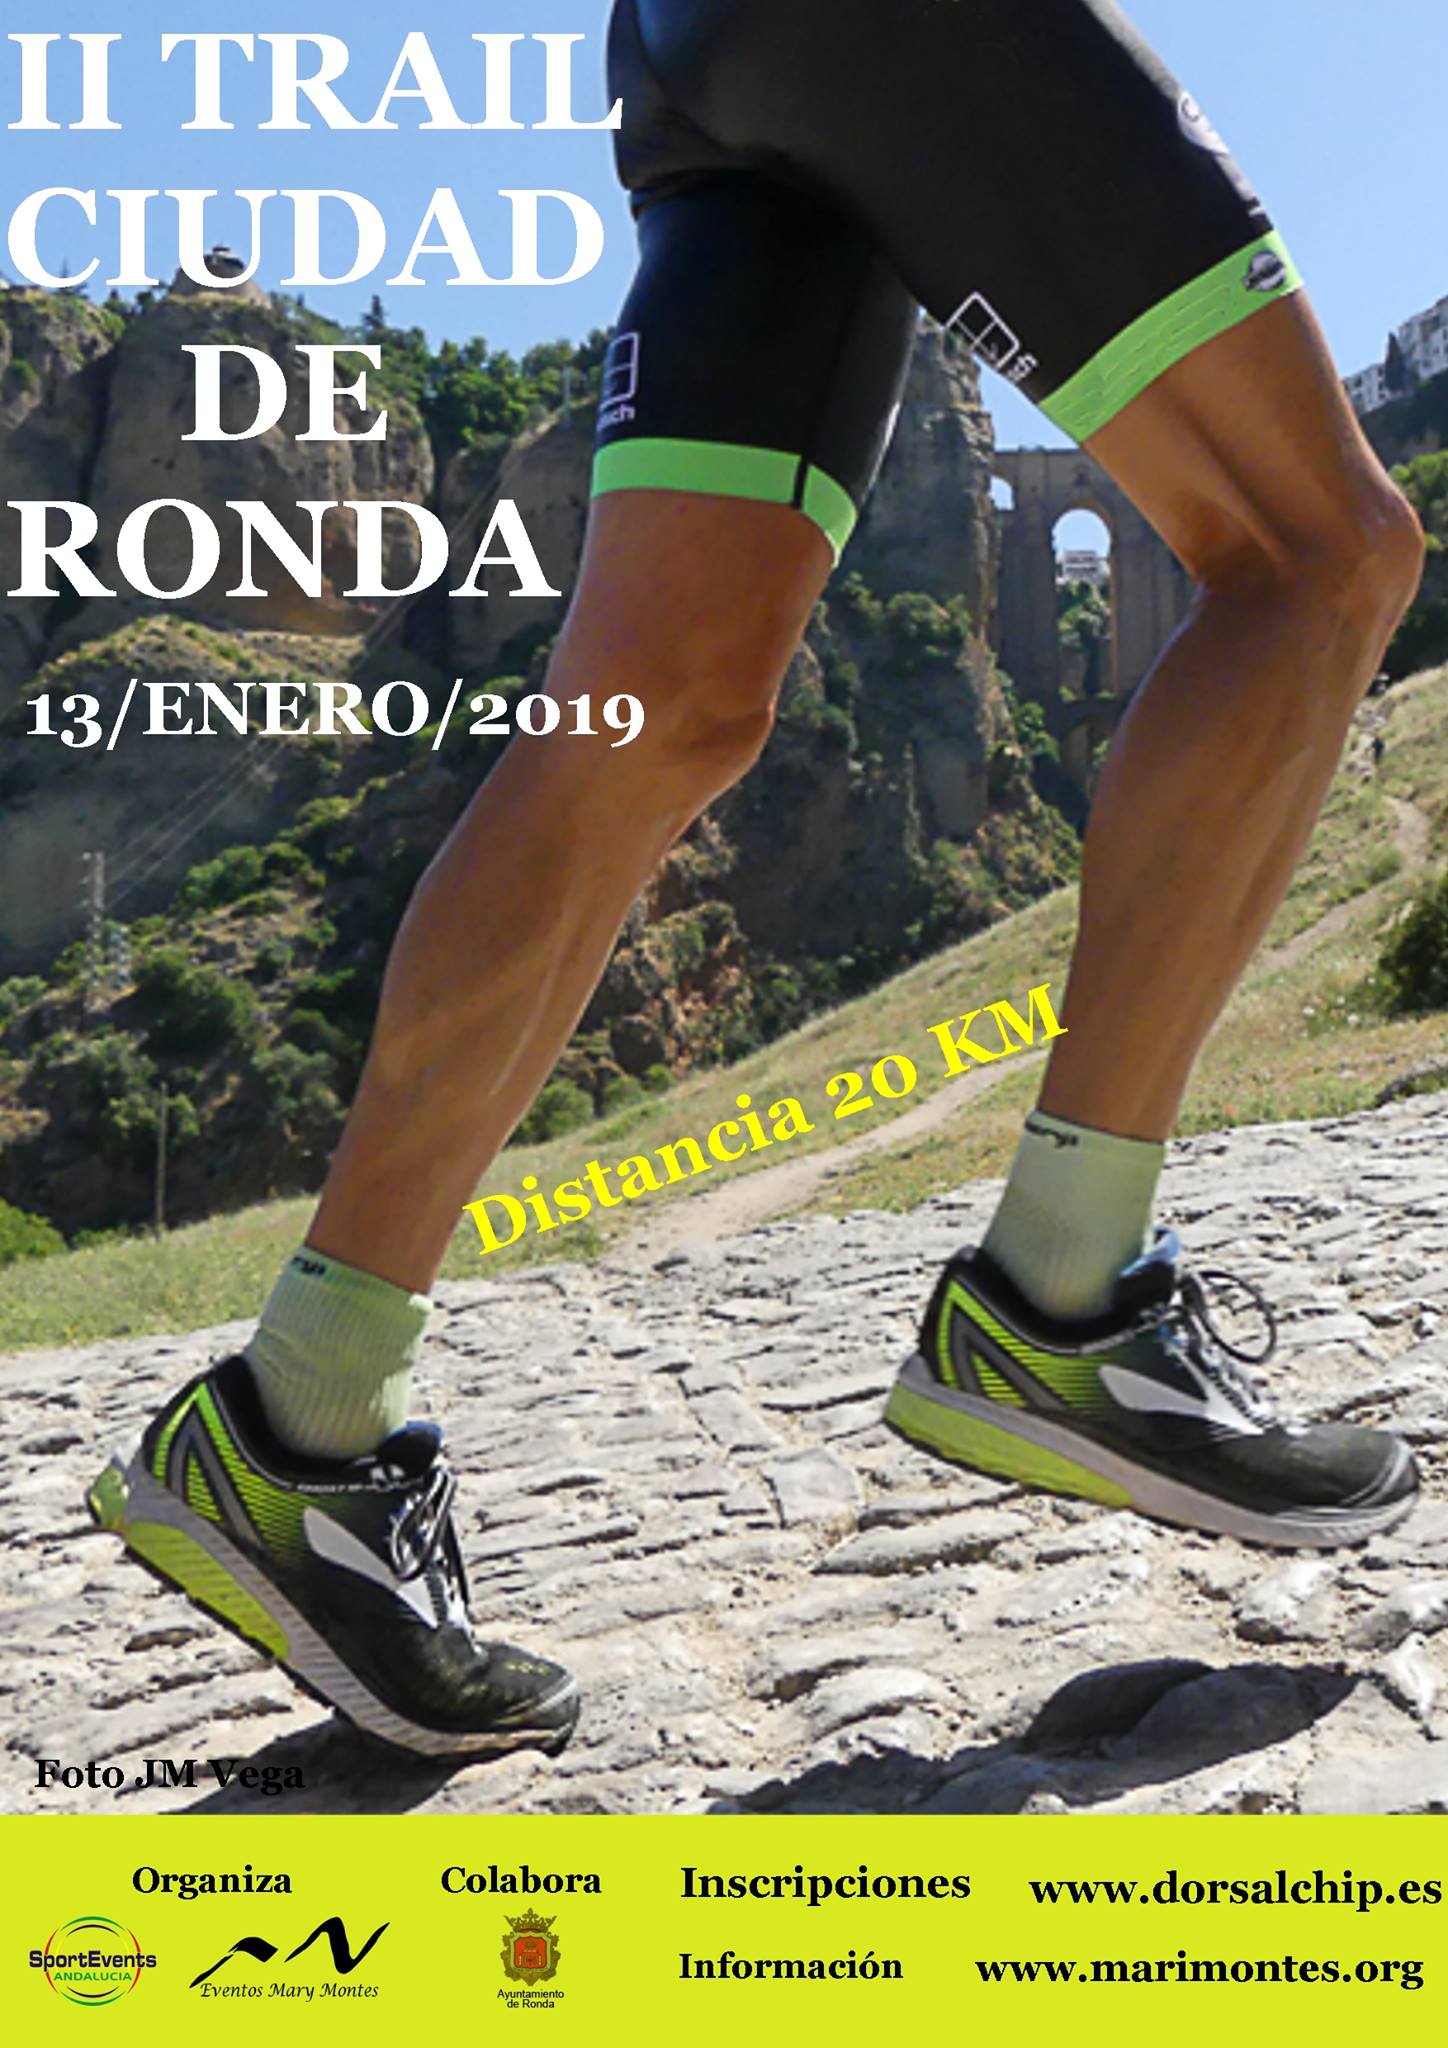 II TRAIL
CIUDAD
DE
RONDA
13/ENERO/2019
Distancia 20 KM
Foto JM Vega
Organiza
Colabora
Inscripciones
www.dorsalchip.es
SportEvents
ANDALUCIA
Eventos Mary Montes
Ayuntamiento
de Ronda
Información
www.marimontes.org